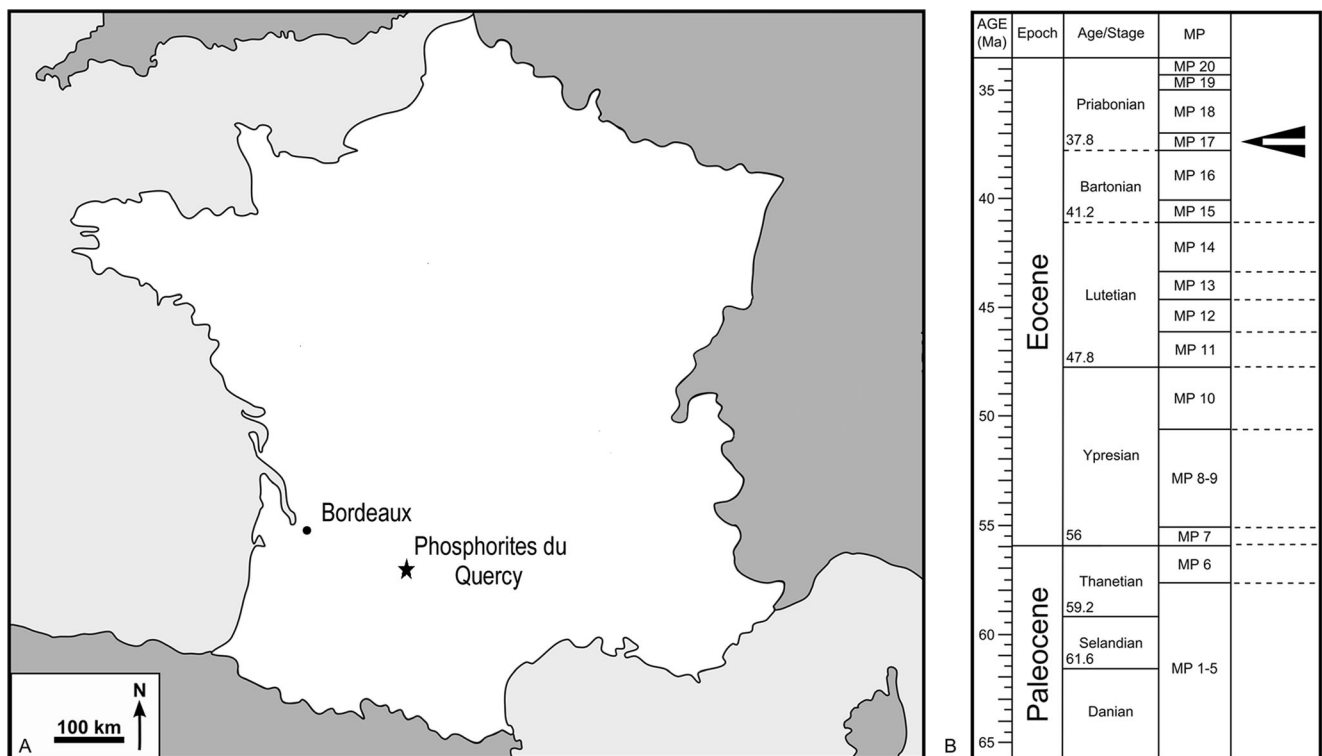 Bordeaux
Phosphorites du
Quercy
N
100 km
A
AGE
(Ma)
Epoch
Age/Stage
MP
MP 20
MP 19
35
Priabonian
MP 18
37.8
MP 17
Bartonian
MP 16
40
41.2
MP 15
Eocene
MP 14
Lutetian
MP 13
45
MP 12
47.8
MP 11
50
MP 10
Ypresian
MP 8-9
55
56
MP 7
Paleocene
MP 6
Thanetian
59.2
60
Selandian
61.6
MP 1-5
Danian
65
B